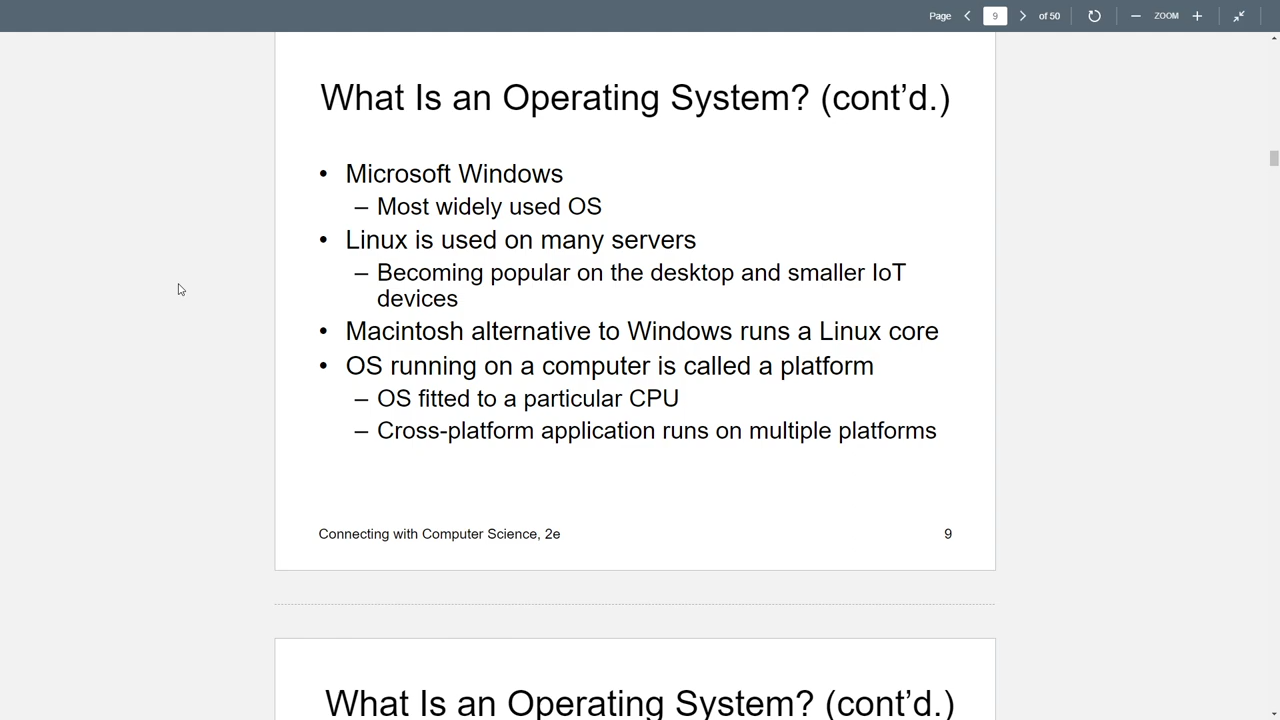 Page 9 of 50 ZOOM
What Is an Operating System? (cont’d.)
• Microsoft Windows
– Most widely used OS
• Linux is used on many servers
– Becoming popular on the desktop and smaller IoT
devices
• Macintosh alternative to Windows runs a Linux core
• OS running on a computer is called a platform
– OS fitted to a particular CPU
– Cross-platform application runs on multiple platforms
Connecting with Computer Science, 2e 9
What Is an Operating System? (cont’d.)